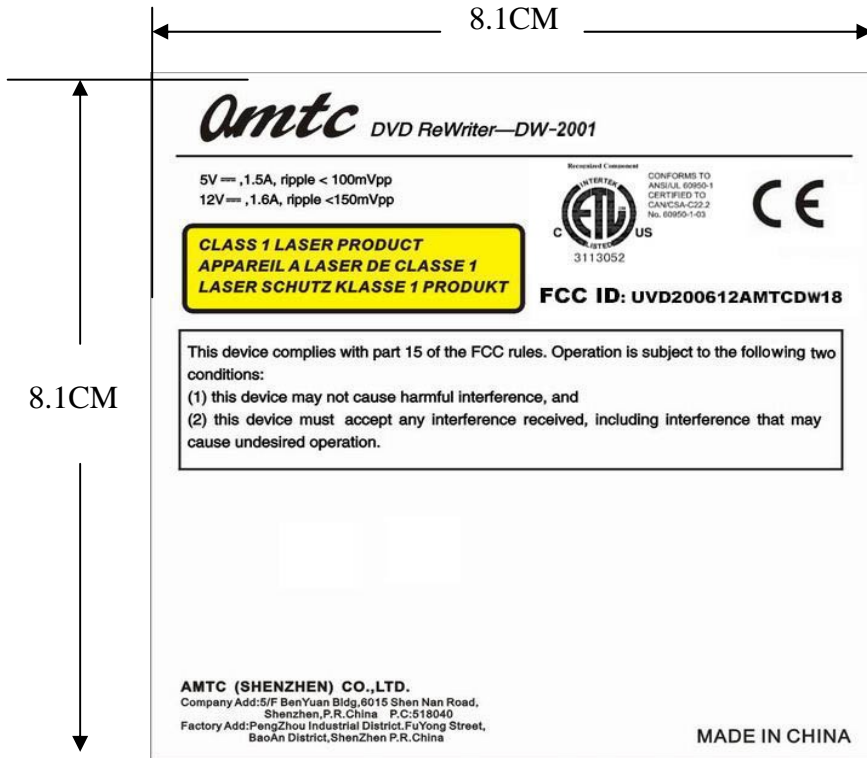 8.1CM
8.1CM
amtc DVD ReWriter—DW-2001
5V ⎓ ,1.5A, ripple < 100mVpp
12V ⎓ ,1.6A, ripple <150mVpp
CLASS 1 LASER PRODUCT
APPAREIL A LASER DE CLASSE 1
LASER SCHUTZ KLASSE 1 PRODUKT
Recognized Component
INTERTEK
ETL
LISTED
C US
3113052
CONFORMS TO
ANSI/UL 60950-1
CERTIFIED TO
CAN/CSA-C22.2
No. 60950-1-03
CE
FCC ID: UVD200612AMTCDW18
This device complies with part 15 of the FCC rules. Operation is subject to the following two
conditions:
(1) this device may not cause harmful interference, and
(2) this device must accept any interference received, including interference that may
cause undesired operation.
AMTC (SHENZHEN) CO.,LTD.
Company Add:5/F BenYuan Bldg,6015 Shen Nan Road,
Shenzhen,P.R.China P.C:518040
Factory Add:PengZhou Industrial District.FuYong Street,
BaoAn District,ShenZhen P.R.China
MADE IN CHINA